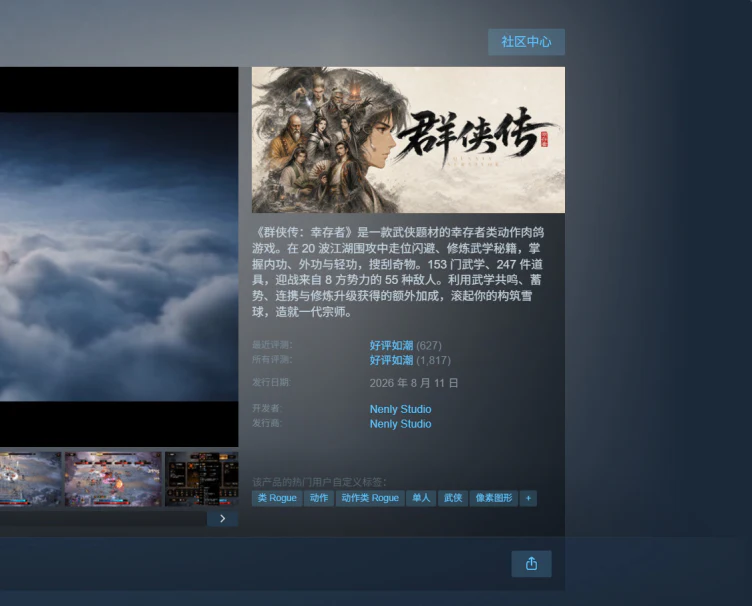 社区中心
群侠传
《群侠传：幸存者》是一款武侠题材的幸存者类动作肉鸽
游戏。在 20 波江湖围攻中走位闪避、修炼武学秘籍，掌
握内功、外功与轻功，搜刮奇物。153 门武学、247 件道
具，迎战来自 8 方势力的 55 种敌人。利用武学共鸣、蓄
势、连携与修炼升级获得的额外加成，滚起你的构筑雪
球，造就一代宗师。
最近评测： 好评如潮 (627)
所有评测： 好评如潮 (1,817)
发行日期: 2026 年 8 月 11 日
开发者: Nenly Studio
发行商: Nenly Studio
该产品的热门用户自定义标签：
类 Rogue 动作 动作类 Rogue 单人 武侠 像素图形 +